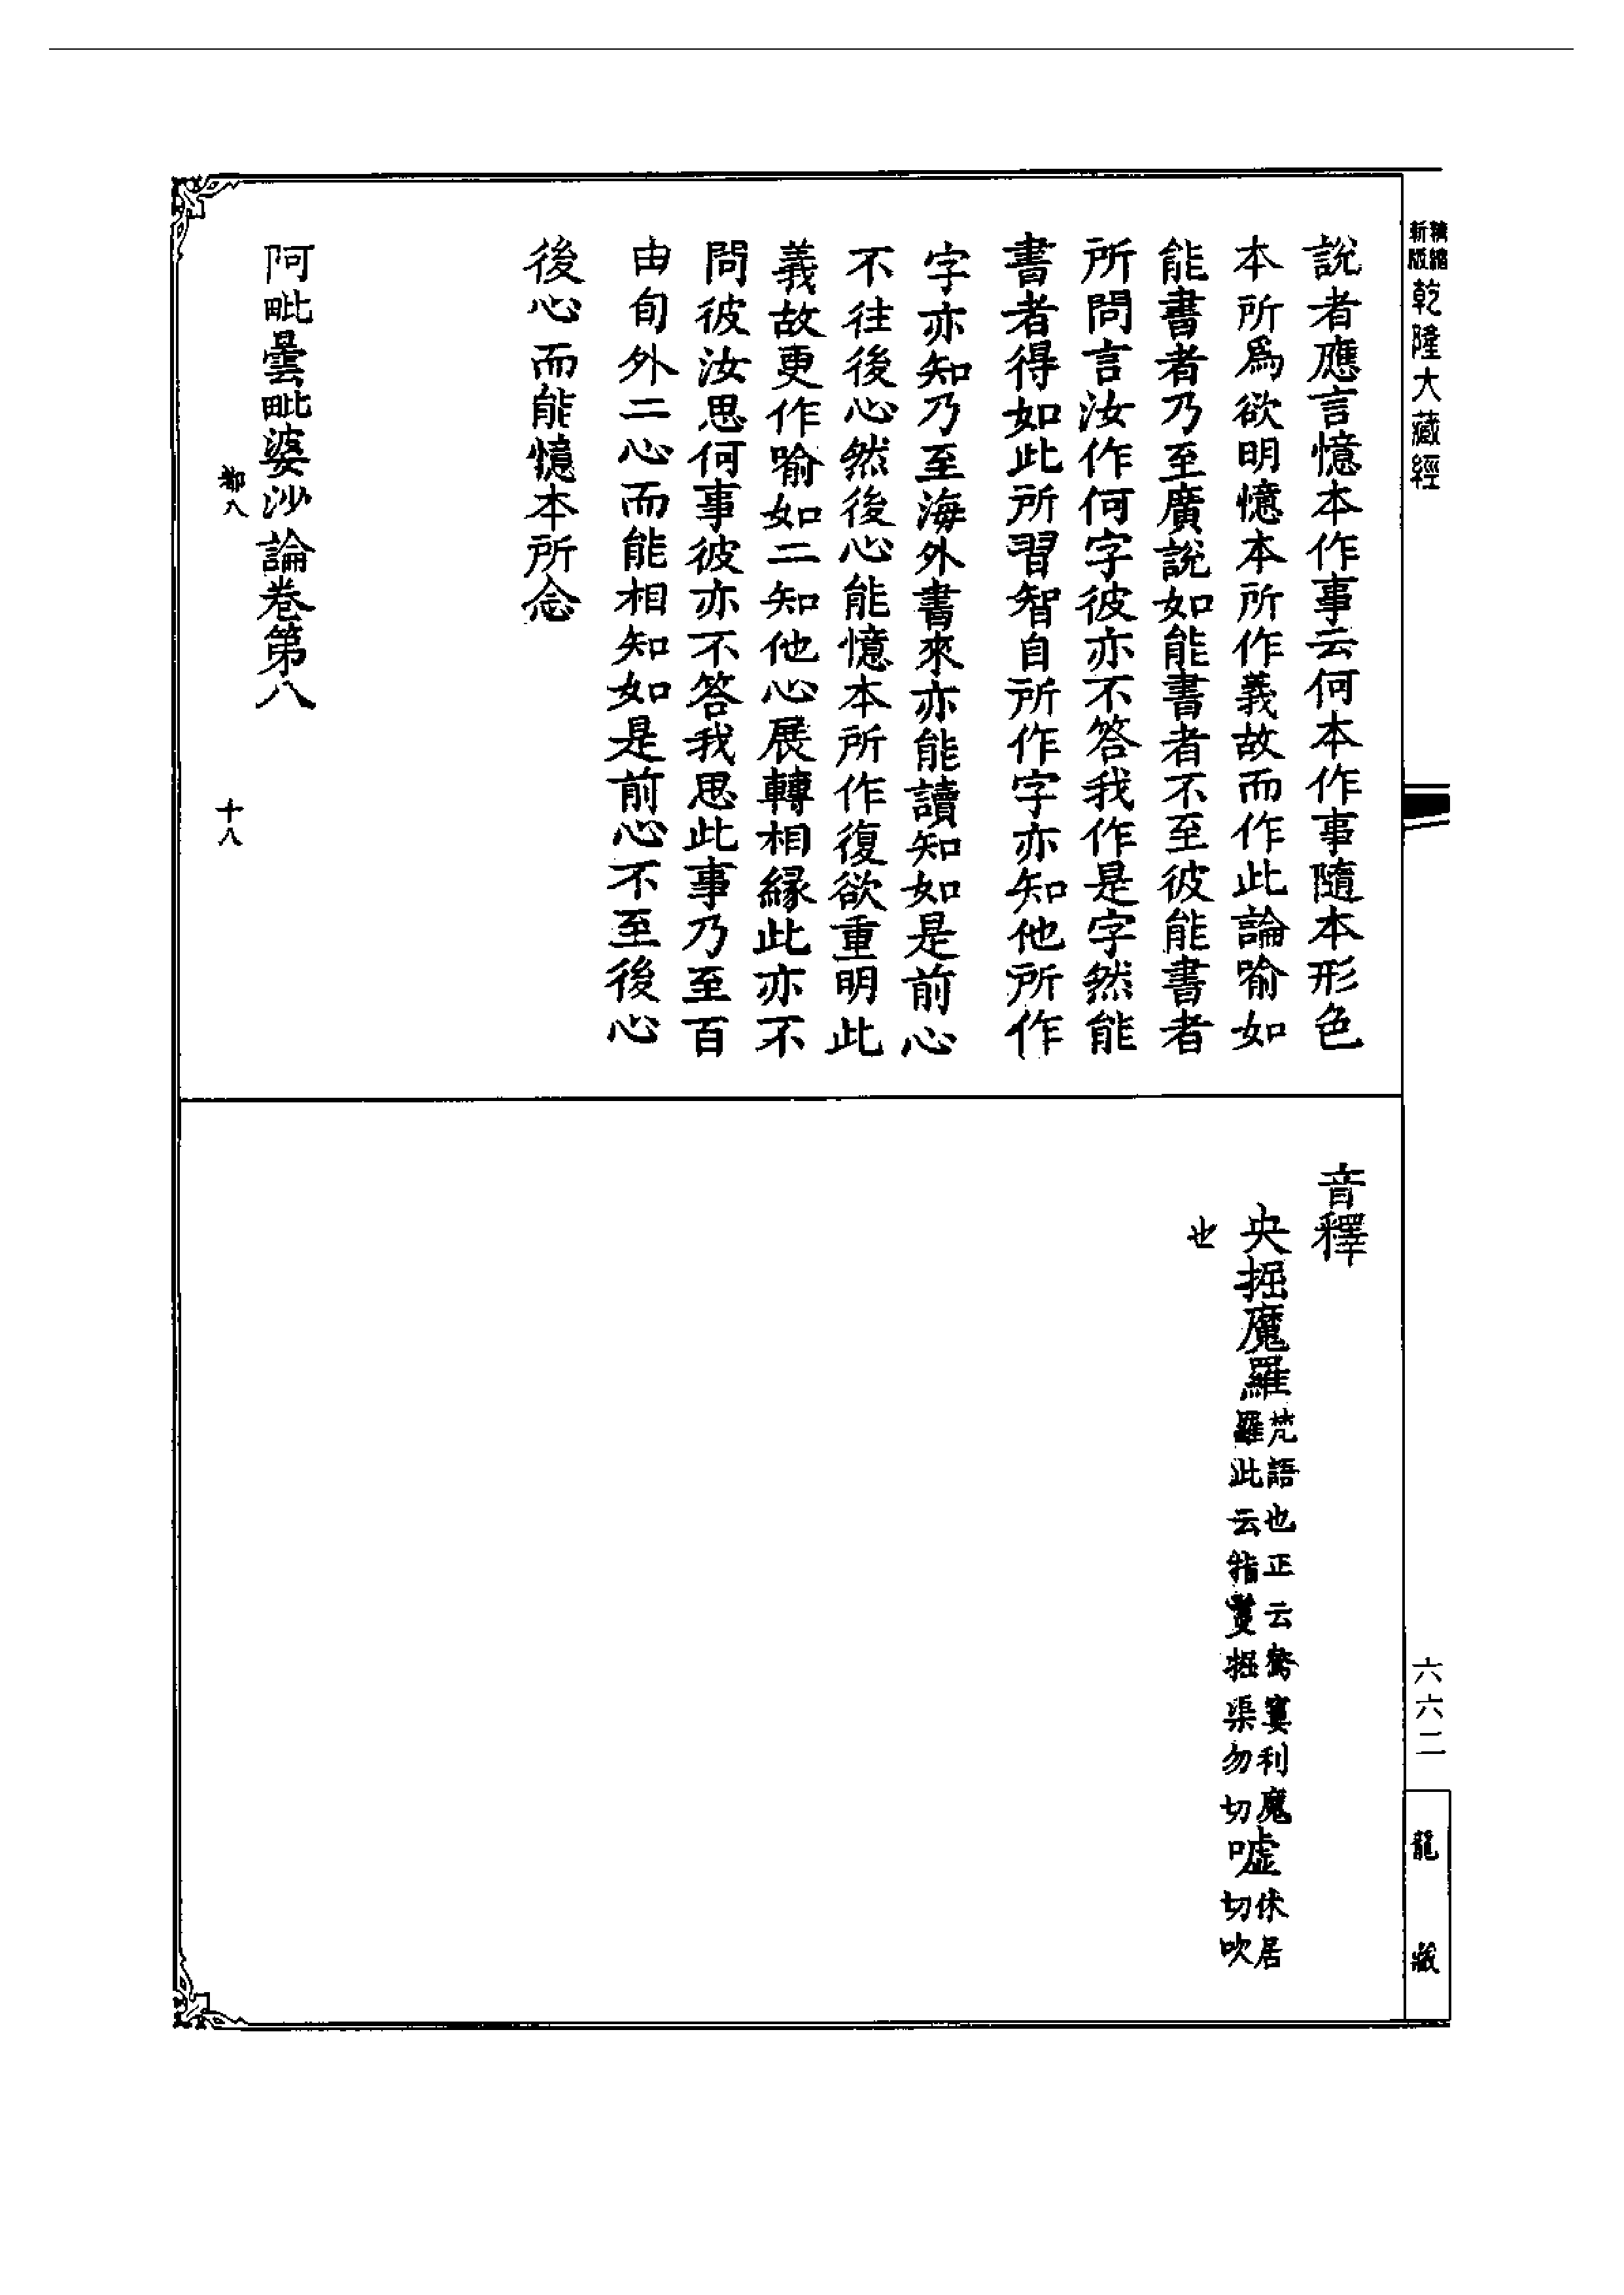 新版精縮乾隆大藏經
說者應言憶本作事云何本作事隨本形色
本所為欲明憶本所作義故而作此論喻如
能書者乃至廣說如能書者不至彼能書者
所問言汝作何字彼亦不答我作是字然能
書者得如此所習智自所作字亦知他所作
字亦知乃至海外書來亦能讀知如是前心
不往後心然後心能憶本所作復欲重明此
義故更作喻如二知他心展轉相緣此亦不
問彼汝思何事彼亦不答我思此事乃至百
由旬外二心而能相知如是前心不至後心
後心而能憶本所念
阿毗曇毗婆沙論卷第八
都八
十八
音釋
央掘魔羅梵語也正云鴦窶利魔羅此云指鬘掘渠勿切噓休居切吹
也
六六二
龍藏